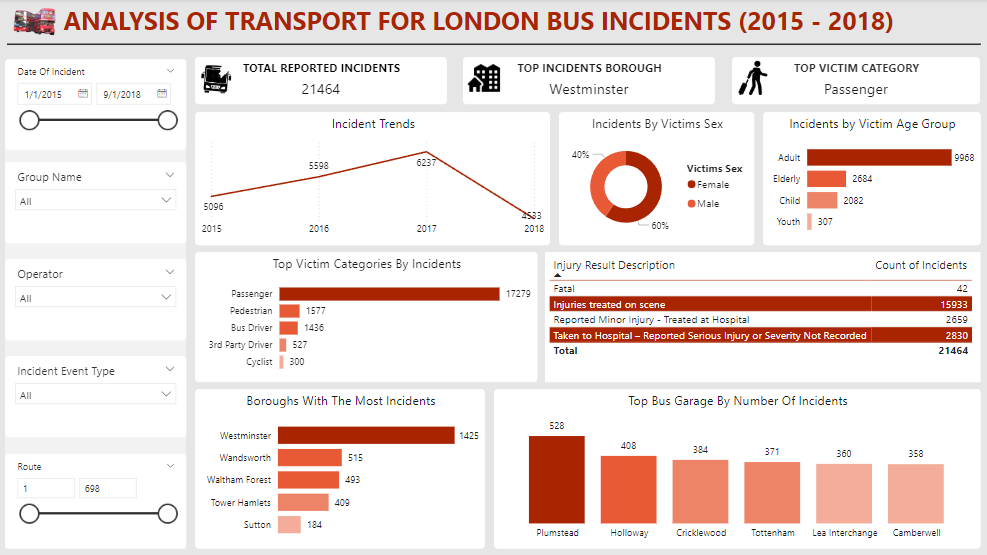 ANALYSIS OF TRANSPORT FOR LONDON BUS INCIDENTS (2015 - 2018)
Date Of Incident
1/1/2015
9/1/2018
Group Name
All
Operator
All
Incident Event Type
All
Route
1
698
TOTAL REPORTED INCIDENTS
21464
TOP INCIDENTS BOROUGH
Westminster
TOP VICTIM CATEGORY
Passenger
Incident Trends
5096
5598
6237
4533
2015
2016
2017
2018
Incidents By Victims Sex
40%
60%
Victims Sex
Female
Male
Incidents by Victim Age Group
Adult 9968
Elderly 2684
Child 2082
Youth 307
Top Victim Categories By Incidents
Passenger 17279
Pedestrian 1577
Bus Driver 1436
3rd Party Driver 527
Cyclist 300
Injury Result Description Count of Incidents
Fatal 42
Injuries treated on scene 15933
Reported Minor Injury - Treated at Hospital 2659
Taken to Hospital – Reported Serious Injury or Severity Not Recorded 2830
Total 21464
Boroughs With The Most Incidents
Westminster 1425
Wandsworth 515
Waltham Forest 493
Tower Hamlets 409
Sutton 184
Top Bus Garage By Number Of Incidents
528
408
384
371
360
358
Plumstead
Holloway
Cricklewood
Tottenham
Lea Interchange
Camberwell